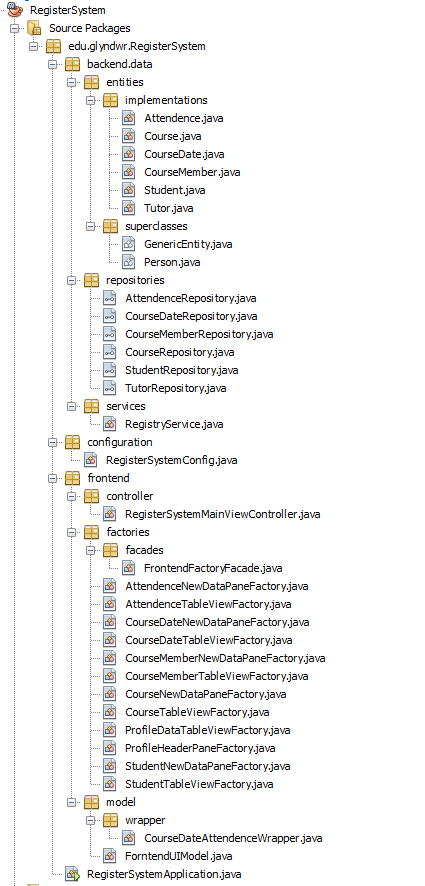 RegisterSystem
Source Packages
edu.glyndwr.RegisterSystem
backend.data
entities
implementations
Attendence.java
Course.java
CourseDate.java
CourseMember.java
Student.java
Tutor.java
superclasses
GenericEntity.java
Person.java
repositories
AttendenceRepository.java
CourseDateRepository.java
CourseMemberRepository.java
CourseRepository.java
StudentRepository.java
TutorRepository.java
services
RegistryService.java
configuration
RegisterSystemConfig.java
frontend
controller
RegisterSystemMainViewController.java
factories
facades
FrontendFactoryFacade.java
AttendenceNewDataPaneFactory.java
AttendenceTableViewFactory.java
CourseDateNewDataPaneFactory.java
CourseDateTableViewFactory.java
CourseMemberNewDataPaneFactory.java
CourseMemberTableViewFactory.java
CourseNewDataPaneFactory.java
CourseTableViewFactory.java
ProfileDataTableViewFactory.java
ProfileHeaderPaneFactory.java
StudentNewDataPaneFactory.java
StudentTableViewFactory.java
model
wrapper
CourseDateAttendenceWrapper.java
ForntendUIModel.java
RegisterSystemApplication.java